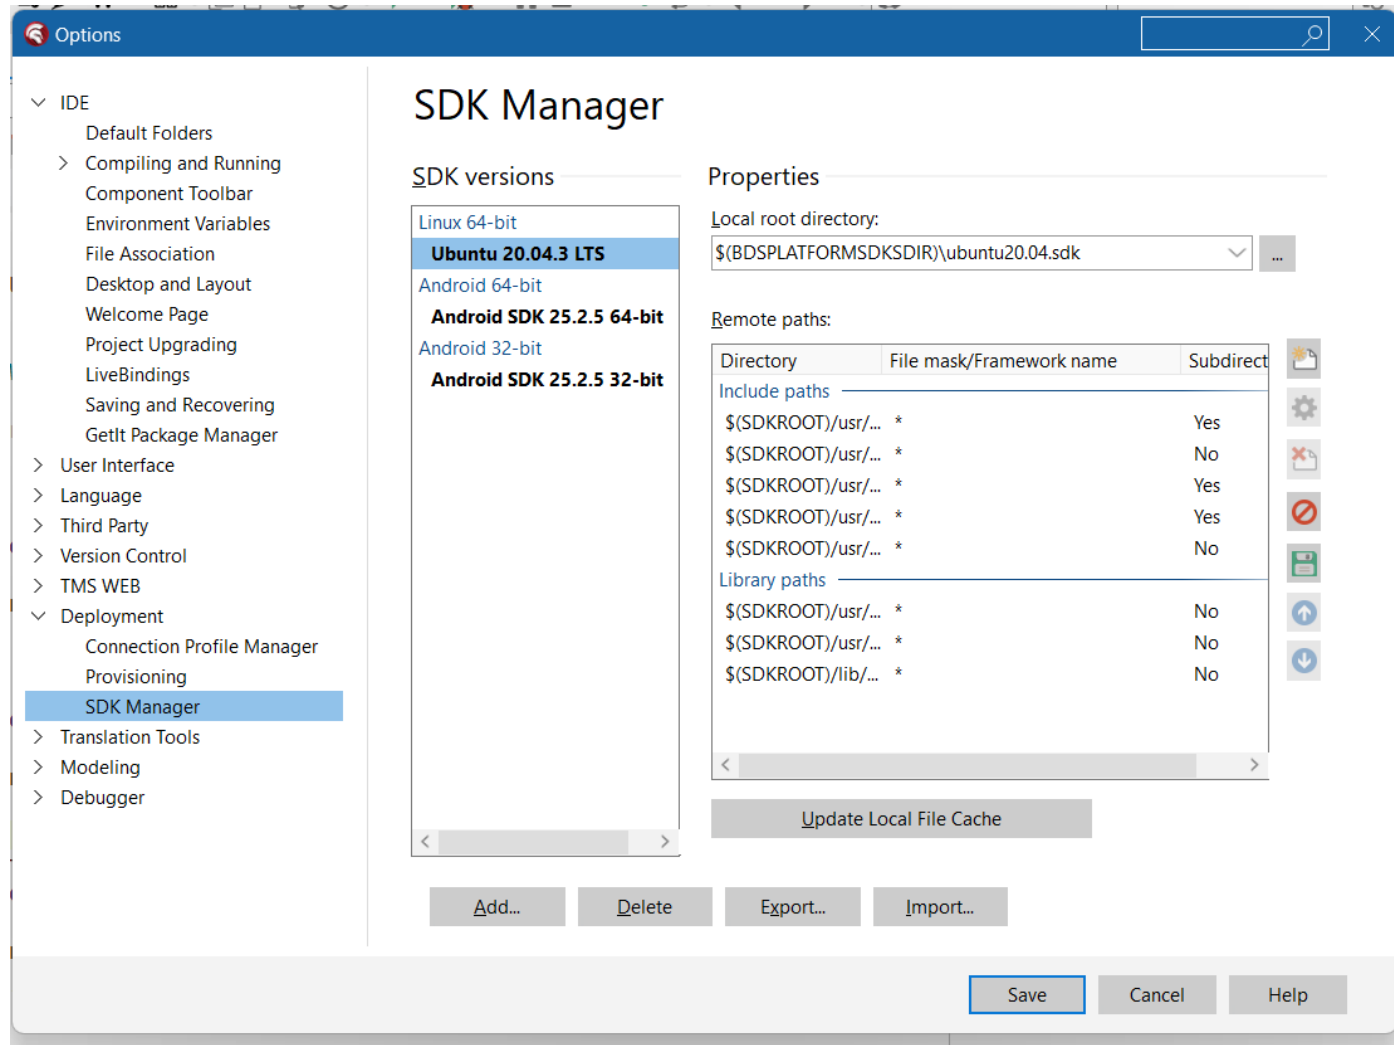 Options
IDE
Default Folders
Compiling and Running
Component Toolbar
Environment Variables
File Association
Desktop and Layout
Welcome Page
Project Upgrading
LiveBindings
Saving and Recovering
GetIt Package Manager
User Interface
Language
Third Party
Version Control
TMS WEB
Deployment
Connection Profile Manager
Provisioning
SDK Manager
Translation Tools
Modeling
Debugger
SDK Manager
SDK versions
Linux 64-bit
Ubuntu 20.04.3 LTS
Android 64-bit
Android SDK 25.2.5 64-bit
Android 32-bit
Android SDK 25.2.5 32-bit
Properties
Local root directory:
$(BDSPLATFORMSDKSDIR)\ubuntu20.04.sdk
...
Remote paths:
Directory File mask/Framework name Subdirect
Include paths
$(SDKROOT)/usr/... * Yes
$(SDKROOT)/usr/... * No
$(SDKROOT)/usr/... * Yes
$(SDKROOT)/usr/... * Yes
$(SDKROOT)/usr/... * No
Library paths
$(SDKROOT)/usr/... * No
$(SDKROOT)/usr/... * No
$(SDKROOT)/lib/... * No
Update Local File Cache
Add... Delete Export... Import...
Save Cancel Help